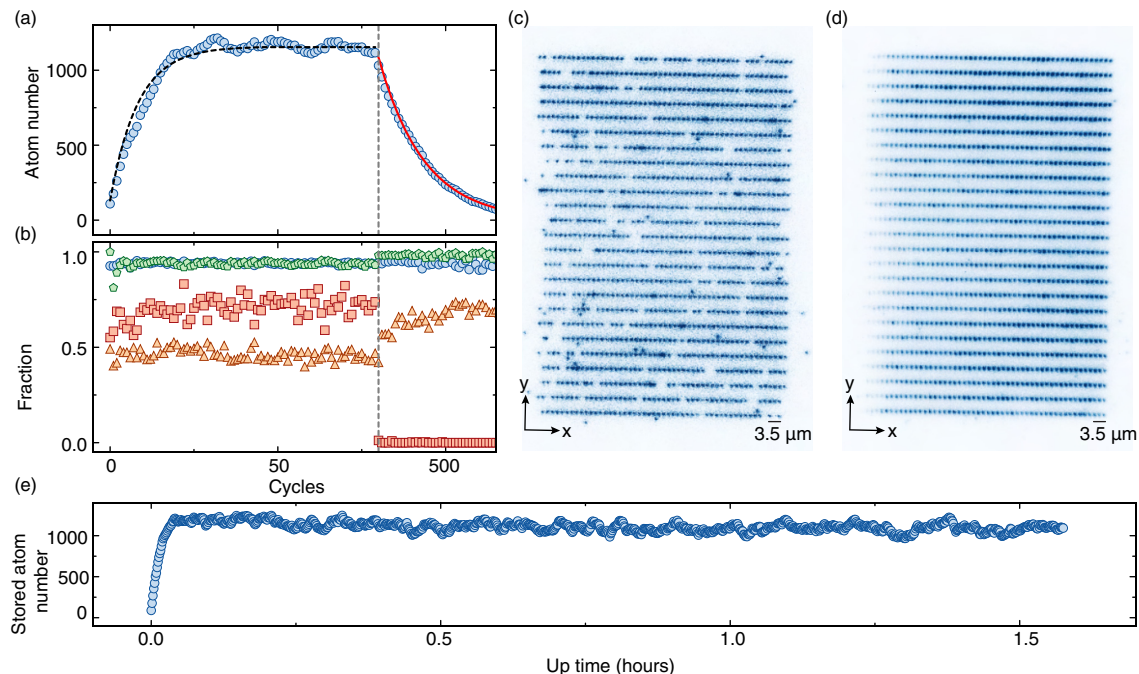 (a)
Atom number
1000
500
0
(b)
Fraction
1.0
0.5
0.0
0
50
500
Cycles
(c)
y
x
3.5 μm
(d)
y
x
3.5 μm
(e)
Stored atom
number
1000
500
0
0.0
0.5
1.0
1.5
Up time (hours)